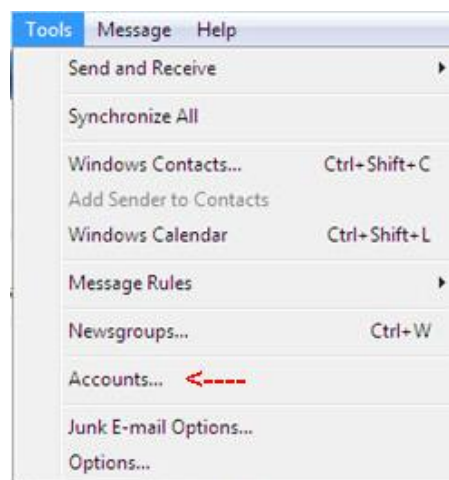 Tools Message Help
Send and Receive
Synchronize All
Windows Contacts... Ctrl+Shift+C
Add Sender to Contacts
Windows Calendar Ctrl+Shift+L
Message Rules
Newsgroups... Ctrl+W
Accounts... <----
Junk E-mail Options...
Options...